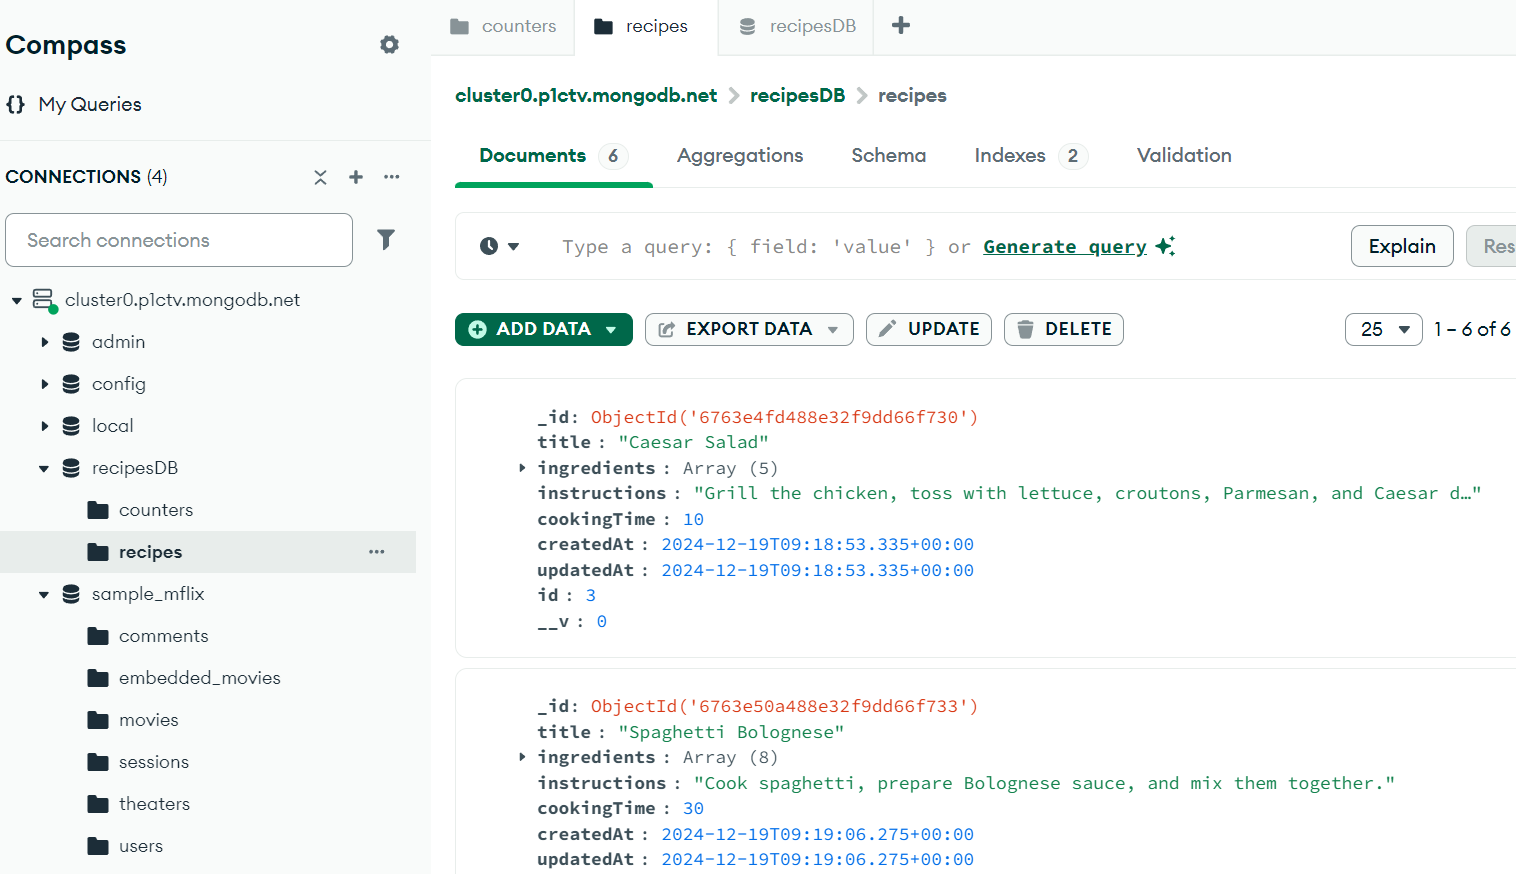 Compass
My Queries
CONNECTIONS (4)
Search connections
cluster0.p1ctv.mongodb.net
admin
config
local
recipesDB
counters
recipes
sample_mflix
comments
embedded_movies
movies
sessions
theaters
users
counters
recipes
recipesDB
cluster0.p1ctv.mongodb.net > recipesDB > recipes
Documents 6 Aggregations Schema Indexes 2 Validation
Type a query: { field: 'value' } or Generate query
Explain Res
ADD DATA EXPORT DATA UPDATE DELETE 25 1 – 6 of 6
_id: ObjectId('6763e4fd488e32f9dd66f730')
title : "Caesar Salad"
ingredients : Array (5)
instructions : "Grill the chicken, toss with lettuce, croutons, Parmesan, and Caesar d…"
cookingTime : 10
createdAt : 2024-12-19T09:18:53.335+00:00
updatedAt : 2024-12-19T09:18:53.335+00:00
id : 3
__v : 0
_id: ObjectId('6763e50a488e32f9dd66f733')
title : "Spaghetti Bolognese"
ingredients : Array (8)
instructions : "Cook spaghetti, prepare Bolognese sauce, and mix them together."
cookingTime : 30
createdAt : 2024-12-19T09:19:06.275+00:00
updatedAt : 2024-12-19T09:19:06.275+00:00